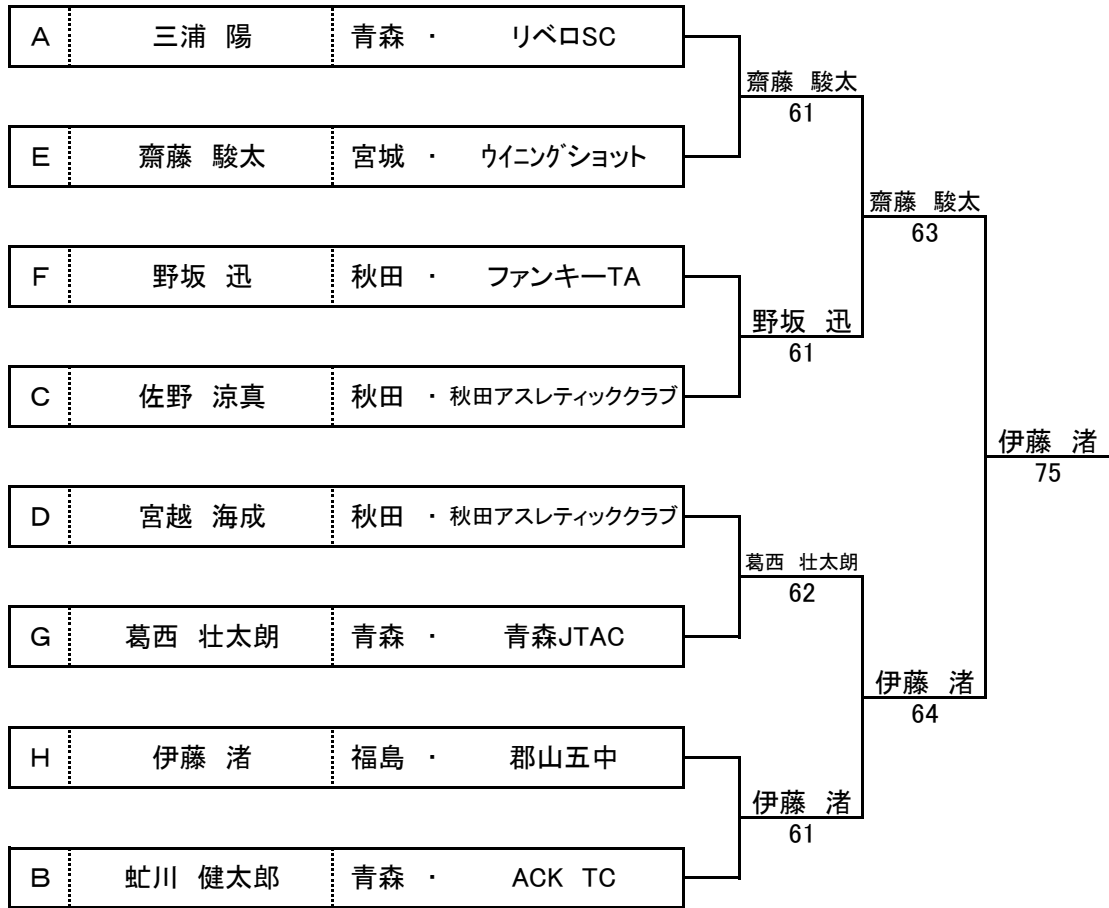 A 三浦 陽 青森 ・ リベロSC
齋藤 駿太
61
E 齋藤 駿太 宮城 ・ ウイニングショット
齋藤 駿太
63
F 野坂 迅 秋田 ・ ファンキーTA
野坂 迅
61
C 佐野 涼真 秋田 ・ 秋田アスレティッククラブ
伊藤 渚
75
D 宮越 海成 秋田 ・ 秋田アスレティッククラブ
葛西 壮太朗
62
G 葛西 壮太朗 青森 ・ 青森JTAC
伊藤 渚
64
H 伊藤 渚 福島 ・ 郡山五中
伊藤 渚
61
B 虻川 健太郎 青森 ・ ACK TC